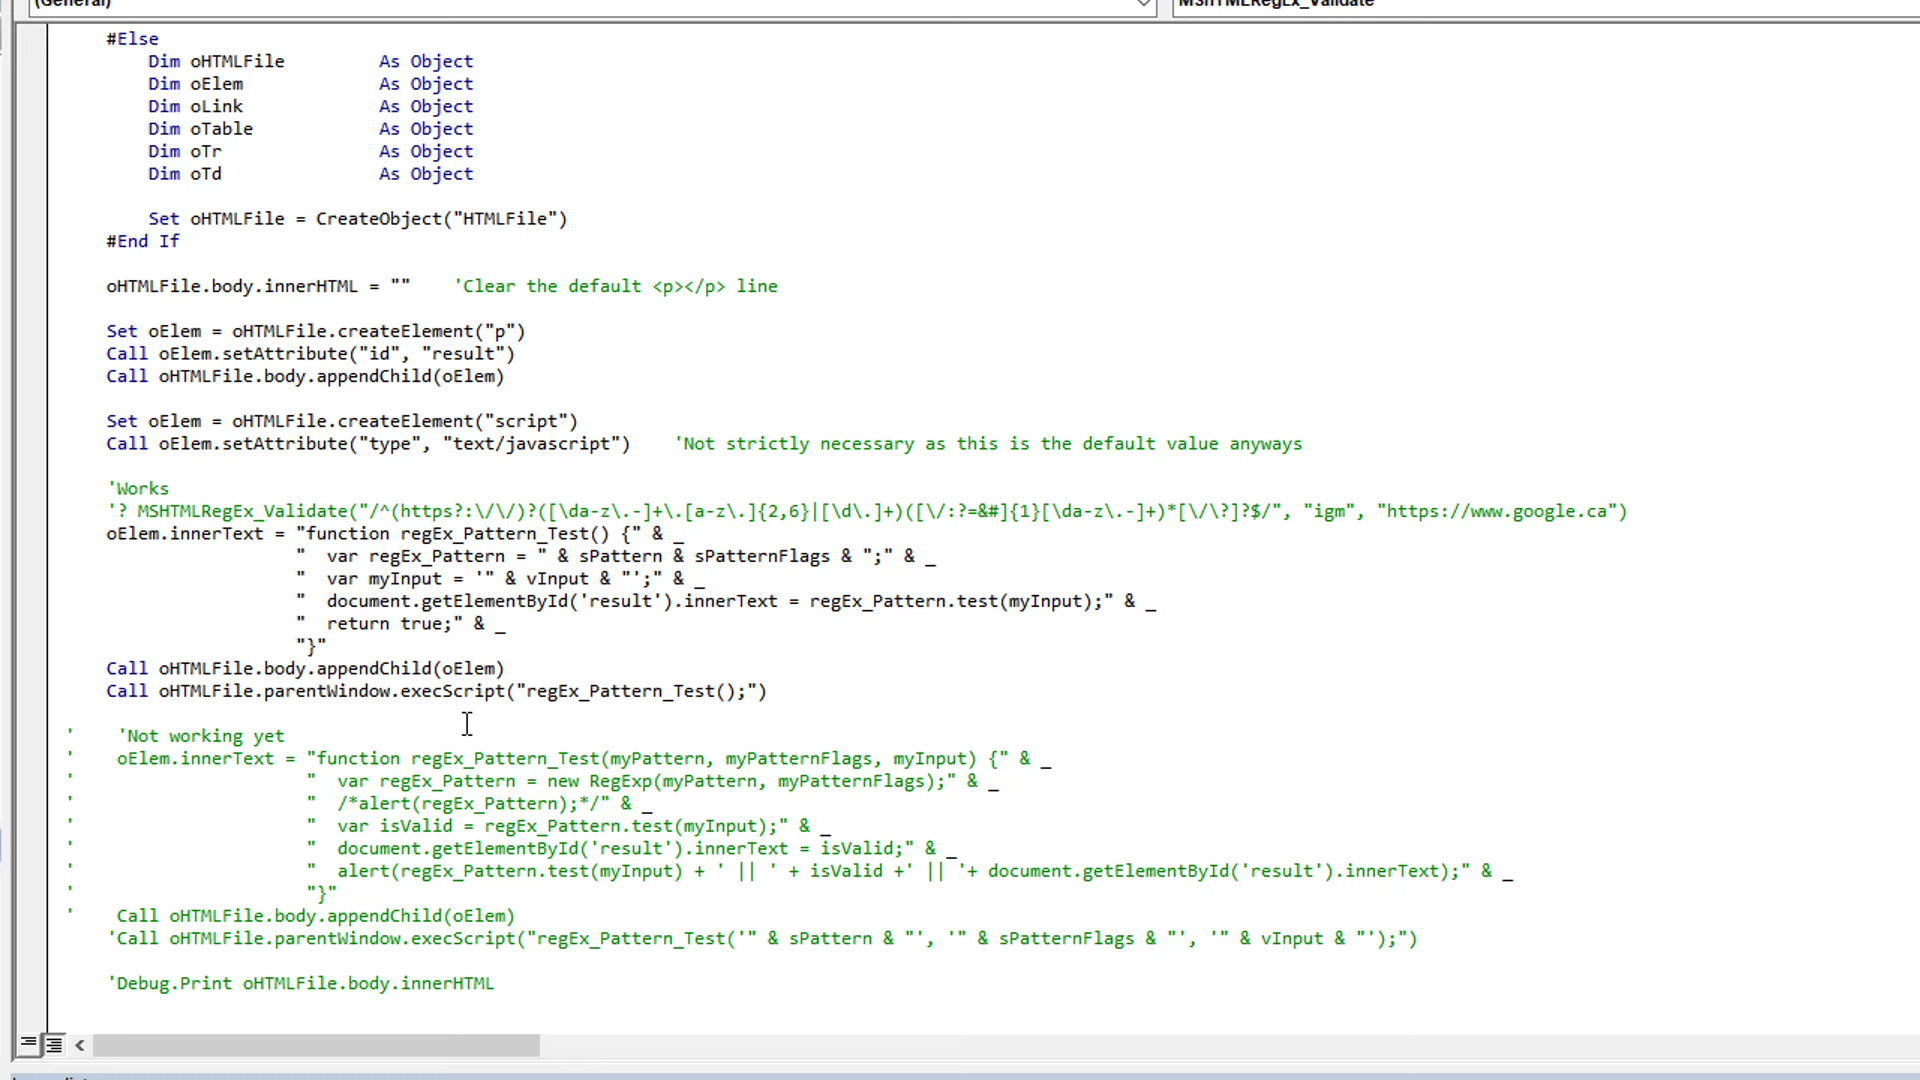 (General) MSHTMLRegEx_Validate
#Else
Dim oHTMLFile As Object
Dim oElem As Object
Dim oLink As Object
Dim oTable As Object
Dim oTr As Object
Dim oTd As Object
Set oHTMLFile = CreateObject("HTMLFile")
#End If
oHTMLFile.body.innerHTML = "" 'Clear the default <p></p> line
Set oElem = oHTMLFile.createElement("p")
Call oElem.setAttribute("id", "result")
Call oHTMLFile.body.appendChild(oElem)
Set oElem = oHTMLFile.createElement("script")
Call oElem.setAttribute("type", "text/javascript") 'Not strictly necessary as this is the default value anyways
'Works
'? MSHTMLRegEx_Validate("/^(https?:\/\/)?([\da-z\.-]+\.[a-z\.]{2,6}|[\d\.]+)([\/:?=&#]{1}[\da-z\.-]+)*[\/\?]?$/", "igm", "https://www.google.ca")
oElem.innerText = "function regEx_Pattern_Test() {" & _
" var regEx_Pattern = " & sPattern & sPatternFlags & ";" & _
" var myInput = '" & vInput & "';" & _
" document.getElementById('result').innerText = regEx_Pattern.test(myInput);" & _
" return true;" & _
"}"
Call oHTMLFile.body.appendChild(oElem)
Call oHTMLFile.parentWindow.execScript("regEx_Pattern_Test();")
' 'Not working yet
' oElem.innerText = "function regEx_Pattern_Test(myPattern, myPatternFlags, myInput) {" & _
' " var regEx_Pattern = new RegExp(myPattern, myPatternFlags);" & _
' " /*alert(regEx_Pattern);*/" & _
' " var isValid = regEx_Pattern.test(myInput);" & _
' " document.getElementById('result').innerText = isValid;" & _
' " alert(regEx_Pattern.test(myInput) + ' || ' + isValid +' || '+ document.getElementById('result').innerText);" & _
' "}"
' Call oHTMLFile.body.appendChild(oElem)
'Call oHTMLFile.parentWindow.execScript("regEx_Pattern_Test('" & sPattern & "', '" & sPatternFlags & "', '" & vInput & "');")
'Debug.Print oHTMLFile.body.innerHTML